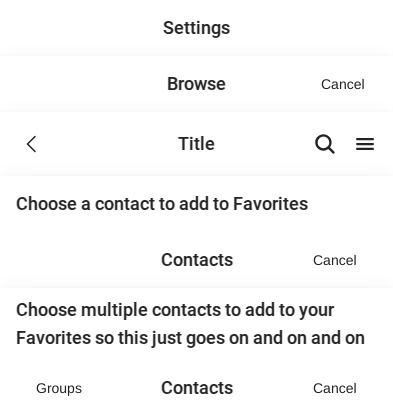 Settings
Browse Cancel
Title
Choose a contact to add to Favorites
Contacts Cancel
Choose multiple contacts to add to your
Favorites so this just goes on and on and on
Groups Contacts Cancel